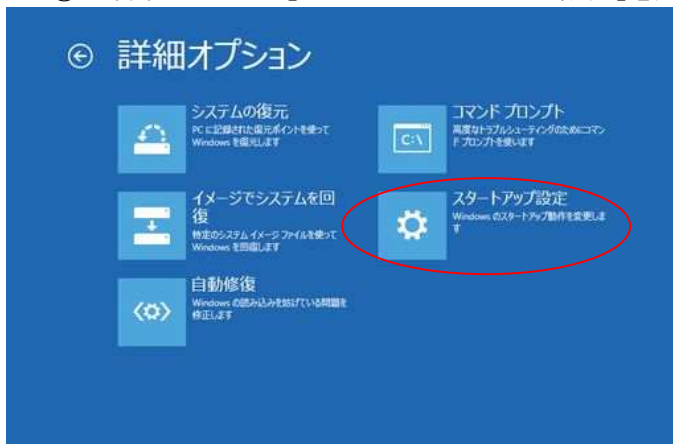 詳細オプション
システムの復元
PC に記録された復元ポイントを使って
Windows を復元します
コマンド プロンプト
高度なトラブルシューティングのためにコマン
ド プロンプトを使います
C:\
イメージでシステムを回
復
特定のシステム イメージ ファイルを使って
Windows を回復します
スタートアップ設定
Windows のスタートアップ動作を変更しま
す
自動修復
Windows の読み込みを妨げている問題を
修正します